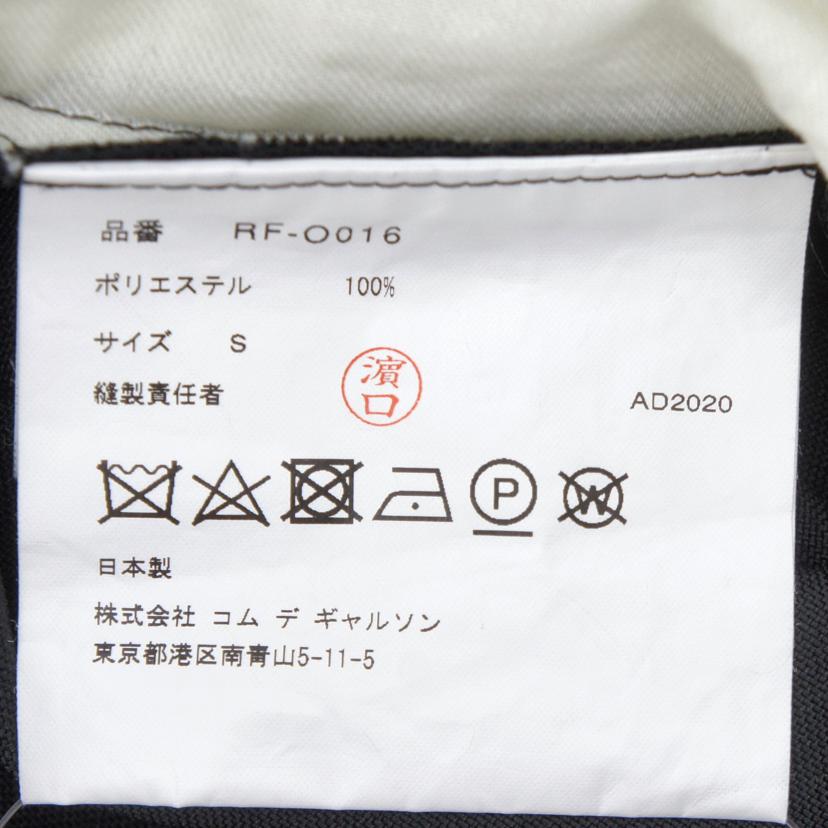 品番 RF-O016
ポリエステル 100%
サイズ S
濱口
縫製責任者 AD2020
P W
日本製
株式会社 コム デ ギャルソン
東京都港区南青山5-11-5